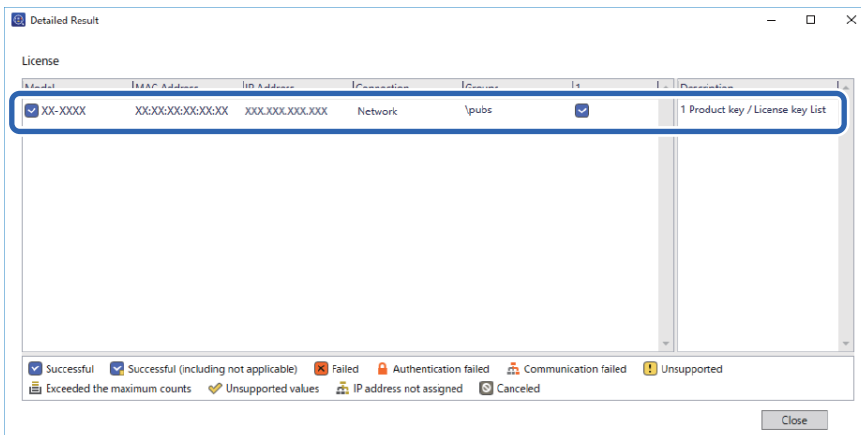 Detailed Result
License
Model MAC Address IP Address Connection Groups 1 Description
XX-XXXX XX:XX:XX:XX:XX:XX XXX.XXX.XXX.XXX Network \pubs 1 Product key / License key List
Successful Successful (including not applicable) Failed Authentication failed Communication failed Unsupported
Exceeded the maximum counts Unsupported values IP address not assigned Canceled
Close